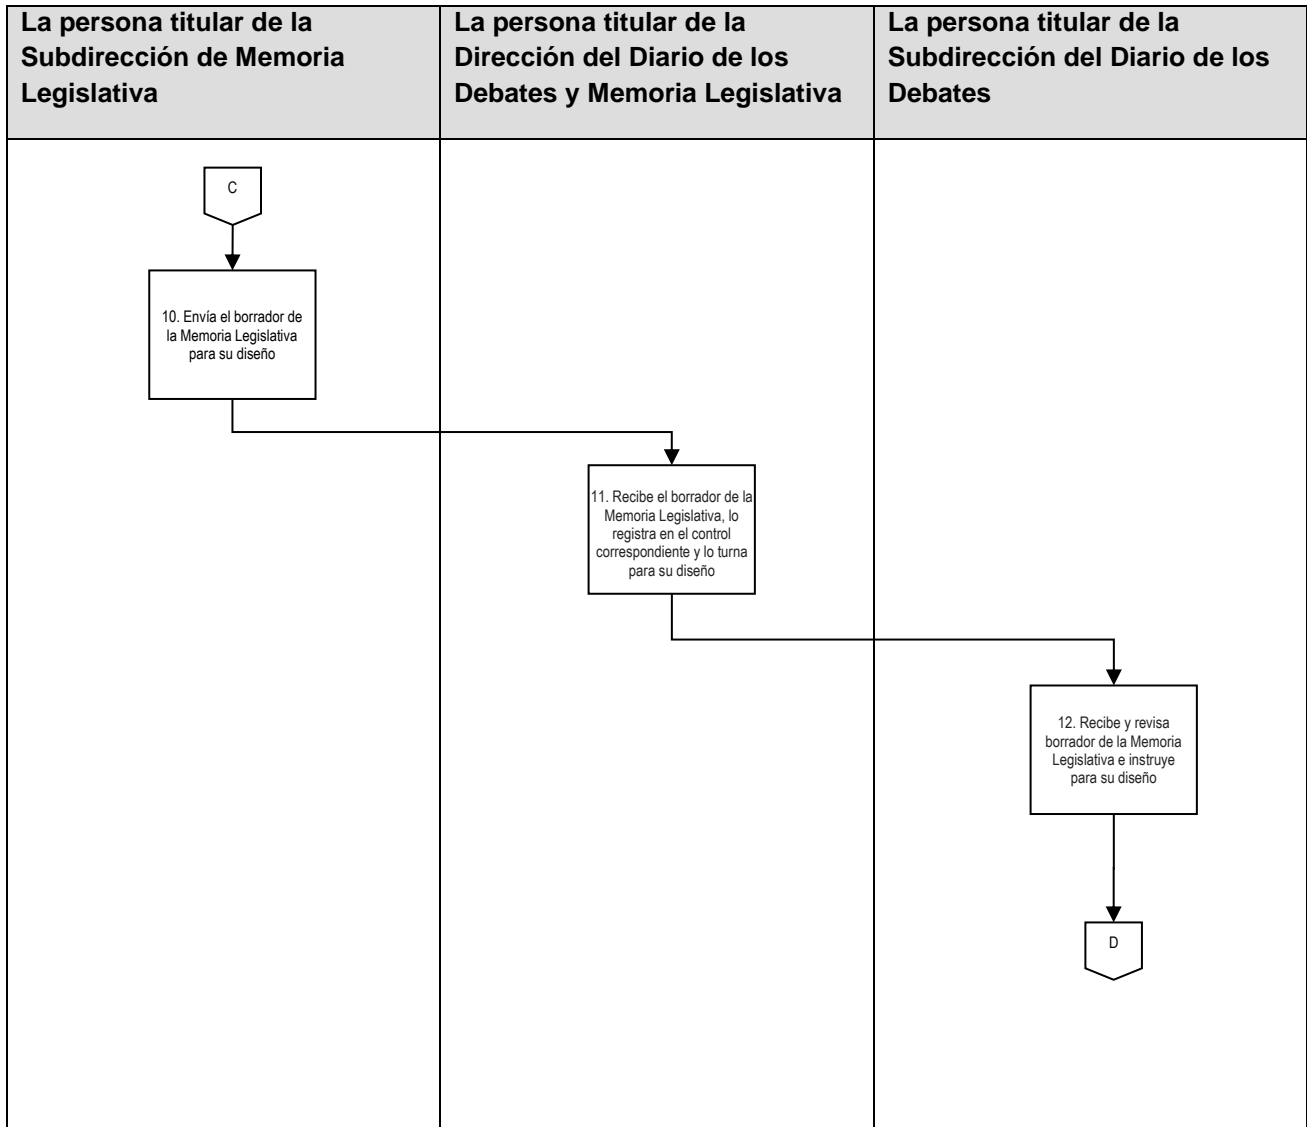 La persona titular de la
Subdirección de Memoria
Legislativa
La persona titular de la
Dirección del Diario de los
Debates y Memoria Legislativa
La persona titular de la
Subdirección del Diario de los
Debates
C
10. Envía el borrador de
la Memoria Legislativa
para su diseño
11. Recibe el borrador de la
Memoria Legislativa, lo
registra en el control
correspondiente y lo turna
para su diseño
12. Recibe y revisa
borrador de la Memoria
Legislativa e instruye
para su diseño
D